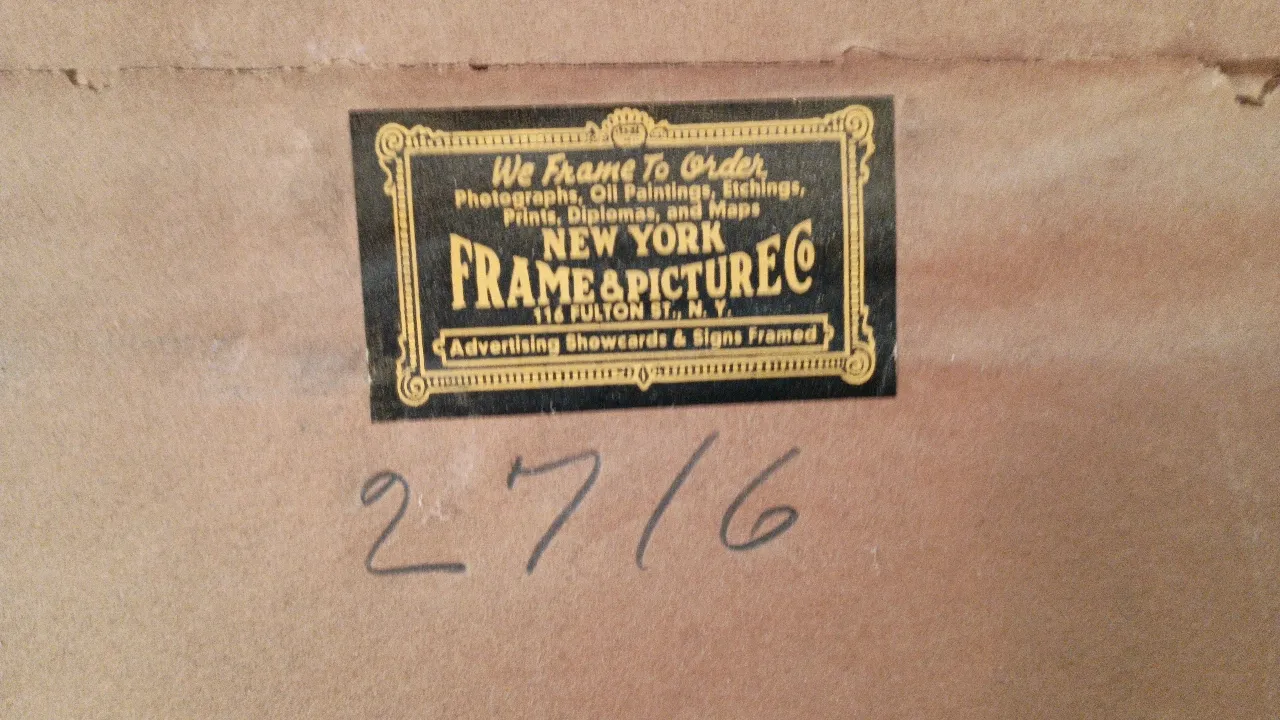 We Frame To Order
Photographs, Oil Paintings, Etchings,
Prints, Diplomas, and Maps
NEW YORK
FRAME & PICTURE Co
116 FULTON ST., N. Y.
Advertising Showcards & Signs Framed
2716